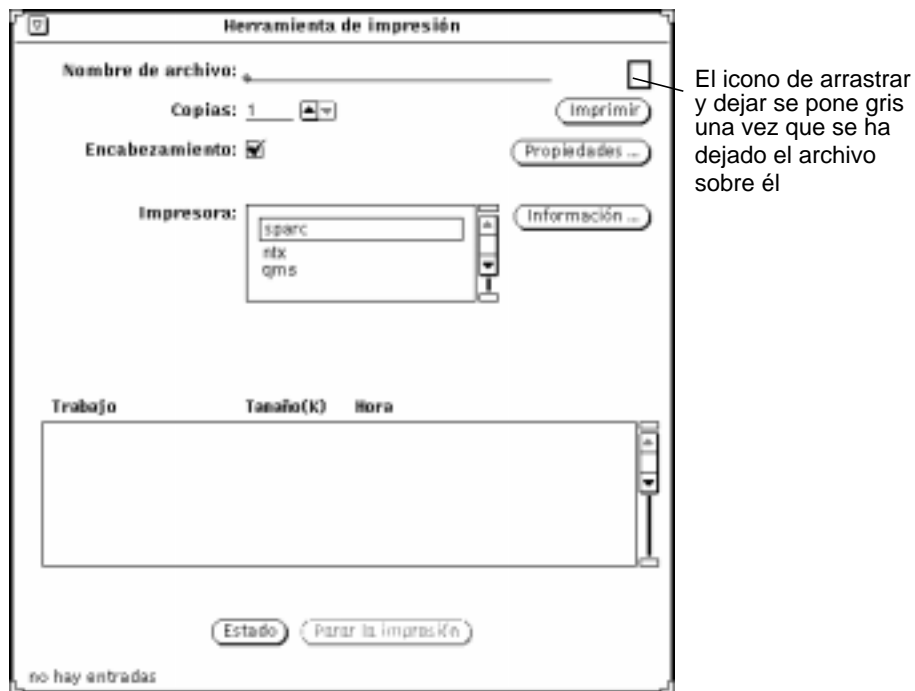 Herramienta de impresión
Nombre de archivo:
Copias: 1
Imprimir
Encabezamiento:
Propiedades ...
Impresora:
Información ...
sparc
ntx
qms
Trabajo Tamaño(K) Hora
Estado Parar la impresión
no hay entradas
El icono de arrastrar
y dejar se pone gris
una vez que se ha
dejado el archivo
sobre él